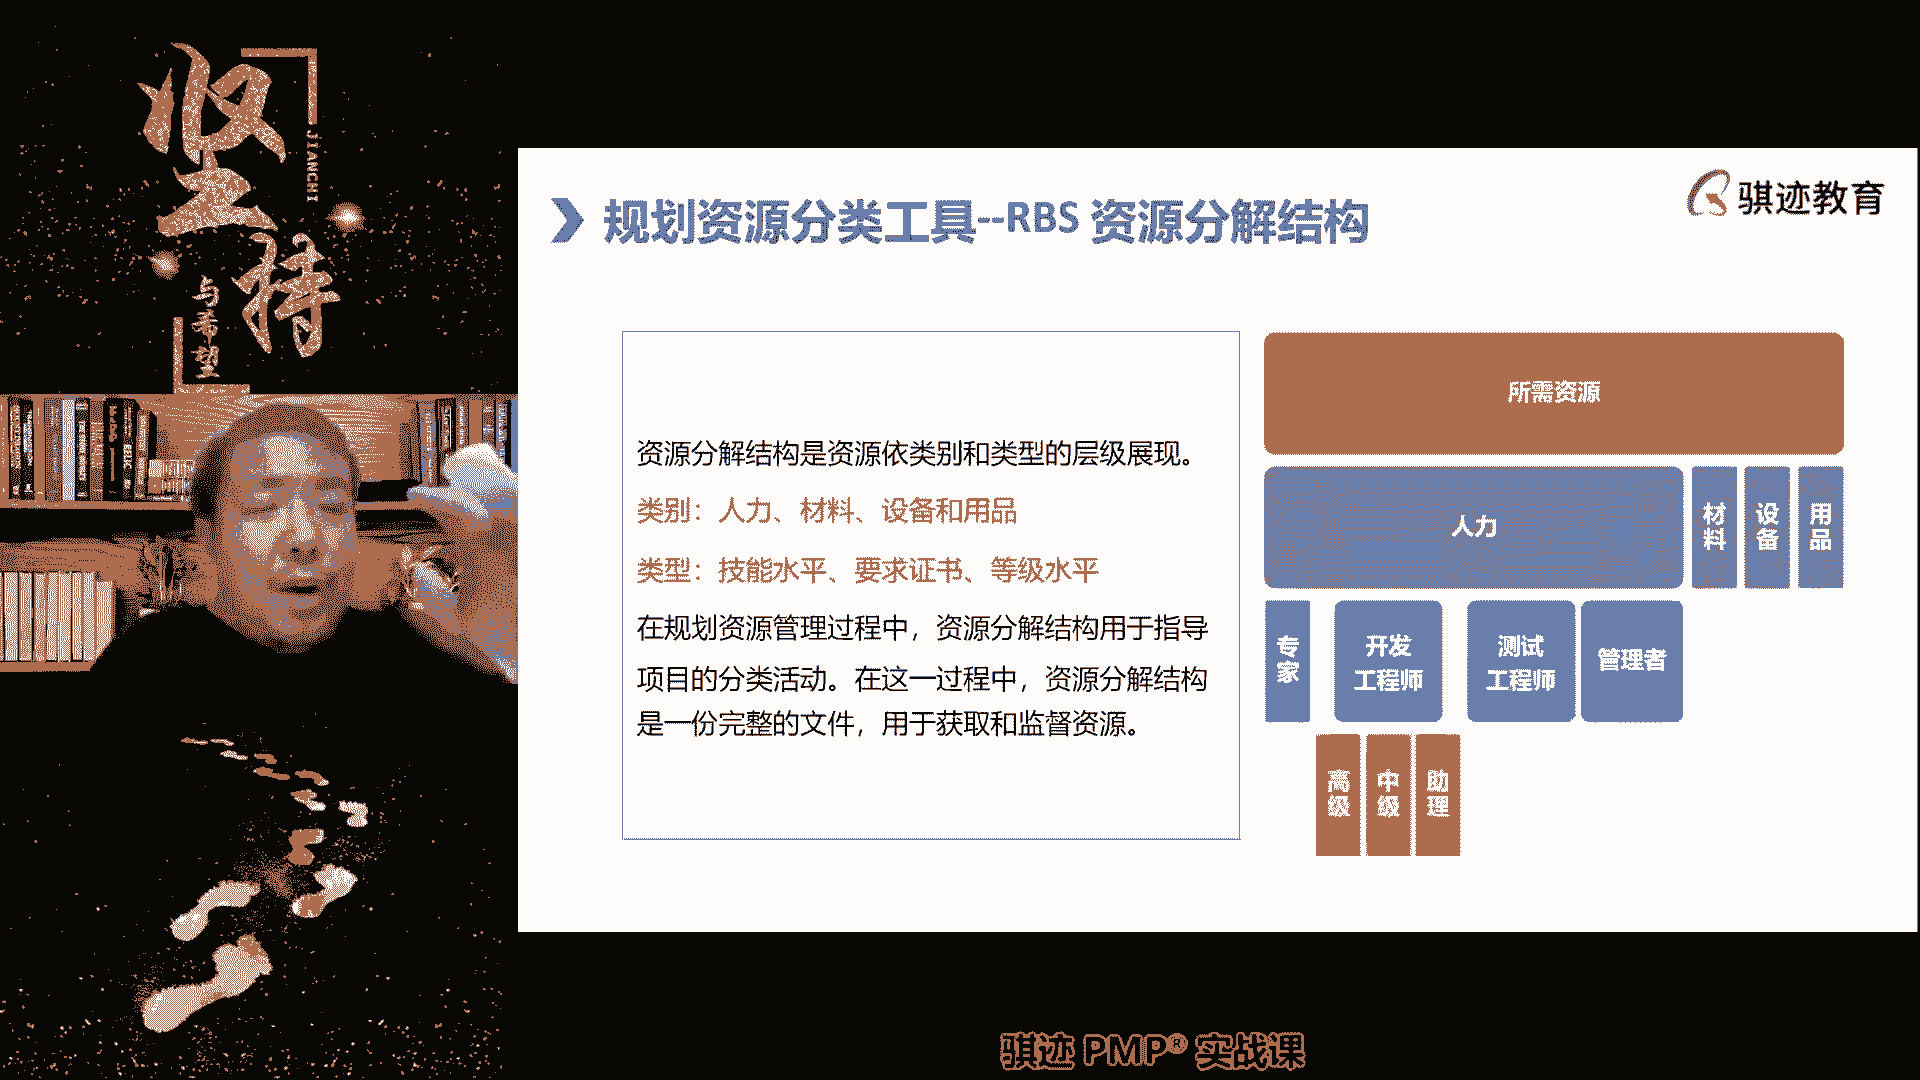 坚持
JIANCHI
与希望
规划资源分类工具--RBS 资源分解结构
骐迹教育
资源分解结构是资源依类别和类型的层级展现。
类别：人力、材料、设备和用品
类型：技能水平、要求证书、等级水平
在规划资源管理过程中，资源分解结构用于指导
项目的分类活动。在这一过程中，资源分解结构
是一份完整的文件，用于获取和监督资源。
所需资源
人力
材料
设备
用品
专家
开发
工程师
测试
工程师
管理者
高级
中级
助理
骐迹 PMP® 实战课